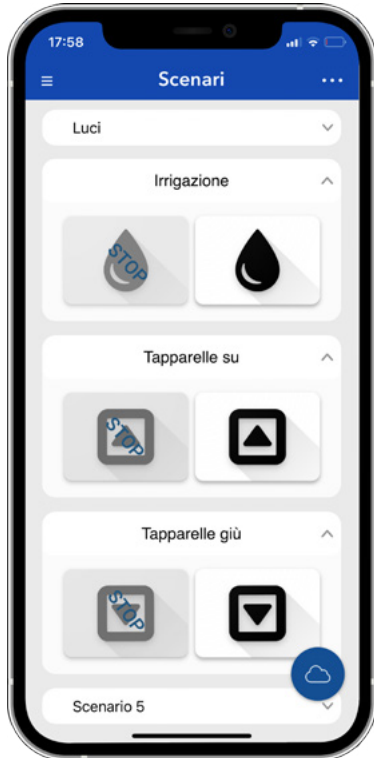 17:58
Scenari
Luci
Irrigazione
STOP
Tapparelle su
STOP
Tapparelle giù
STOP
Scenario 5